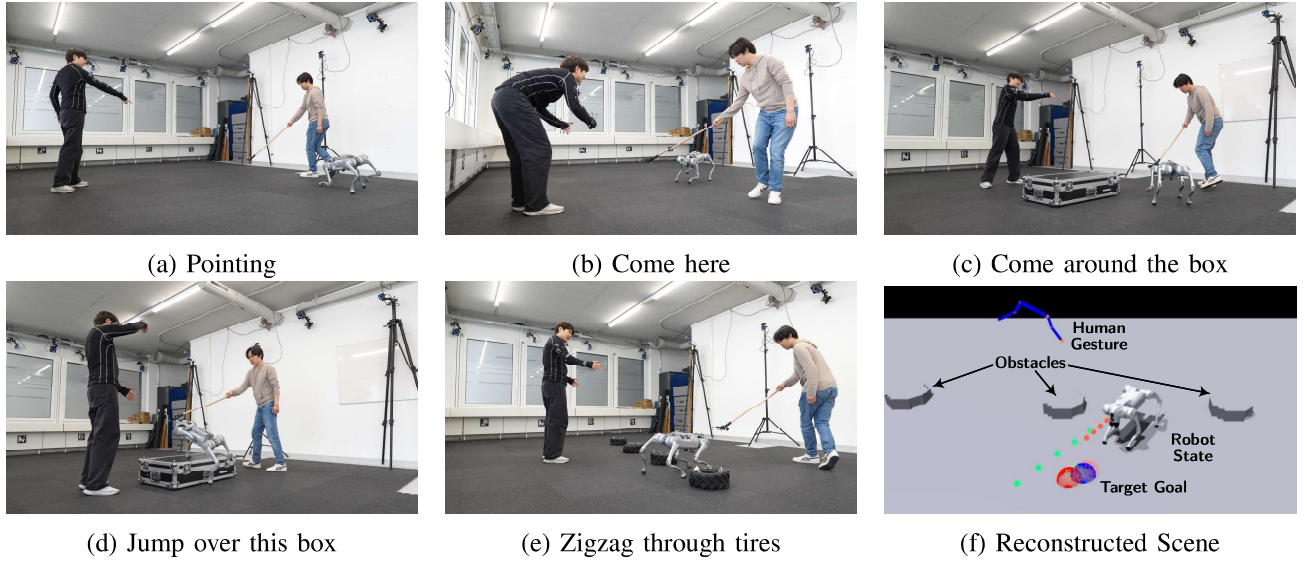 (a) Pointing
(b) Come here
(c) Come around the box
Human
Gesture
Obstacles
Robot
State
Target Goal
(d) Jump over this box
(e) Zigzag through tires
(f) Reconstructed Scene